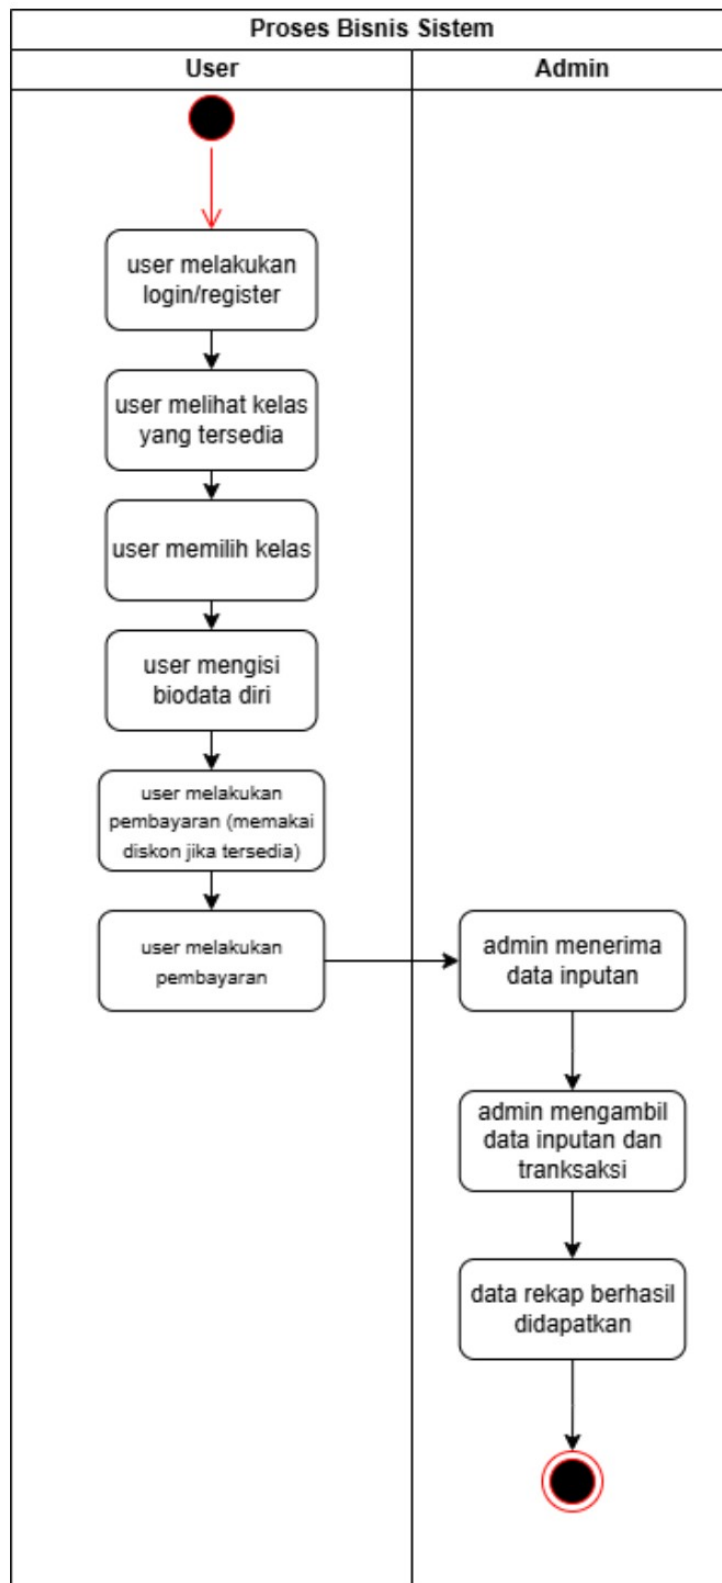 Proses Bisnis Sistem
User
Admin
user melakukan
login/register
user melihat kelas
yang tersedia
user memilih kelas
user mengisi
biodata diri
user melakukan
pembayaran (memakai
diskon jika tersedia)
user melakukan
pembayaran
admin menerima
data inputan
admin mengambil
data inputan dan
tranksaksi
data rekap berhasil
didapatkan